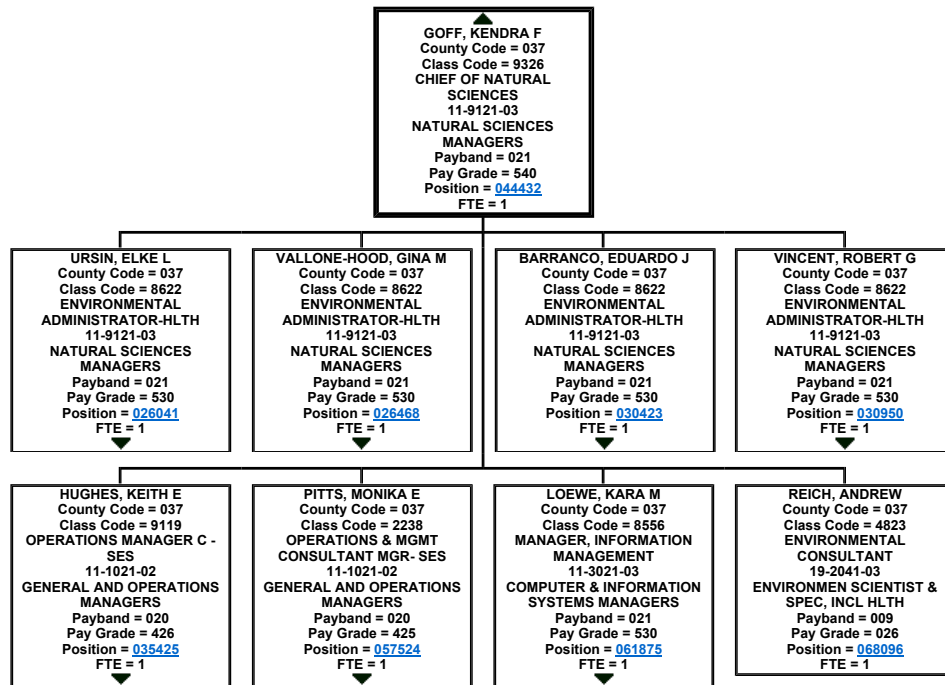 GOFF, KENDRA F
County Code = 037
Class Code = 9326
CHIEF OF NATURAL
SCIENCES
11-9121-03
NATURAL SCIENCES
MANAGERS
Payband = 021
Pay Grade = 540
Position = 044432
FTE = 1
URSIN, ELKE L
County Code = 037
Class Code = 8622
ENVIRONMENTAL
ADMINISTRATOR-HLTH
11-9121-03
NATURAL SCIENCES
MANAGERS
Payband = 021
Pay Grade = 530
Position = 026041
FTE = 1
VALLONE-HOOD, GINA M
County Code = 037
Class Code = 8622
ENVIRONMENTAL
ADMINISTRATOR-HLTH
11-9121-03
NATURAL SCIENCES
MANAGERS
Payband = 021
Pay Grade = 530
Position = 026468
FTE = 1
BARRANCO, EDUARDO J
County Code = 037
Class Code = 8622
ENVIRONMENTAL
ADMINISTRATOR-HLTH
11-9121-03
NATURAL SCIENCES
MANAGERS
Payband = 021
Pay Grade = 530
Position = 030423
FTE = 1
VINCENT, ROBERT G
County Code = 037
Class Code = 8622
ENVIRONMENTAL
ADMINISTRATOR-HLTH
11-9121-03
NATURAL SCIENCES
MANAGERS
Payband = 021
Pay Grade = 530
Position = 030950
FTE = 1
HUGHES, KEITH E
County Code = 037
Class Code = 9119
OPERATIONS MANAGER C -
SES
11-1021-02
GENERAL AND OPERATIONS
MANAGERS
Payband = 020
Pay Grade = 426
Position = 035425
FTE = 1
PITTS, MONIKA E
County Code = 037
Class Code = 2238
OPERATIONS & MGMT
CONSULTANT MGR- SES
11-1021-02
GENERAL AND OPERATIONS
MANAGERS
Payband = 020
Pay Grade = 425
Position = 057524
FTE = 1
LOEWE, KARA M
County Code = 037
Class Code = 8556
MANAGER, INFORMATION
MANAGEMENT
11-3021-03
COMPUTER & INFORMATION
SYSTEMS MANAGERS
Payband = 021
Pay Grade = 530
Position = 061875
FTE = 1
REICH, ANDREW
County Code = 037
Class Code = 4823
ENVIRONMENTAL
CONSULTANT
19-2041-03
ENVIRONMEN SCIENTIST &
SPEC, INCL HLTH
Payband = 009
Pay Grade = 026
Position = 068096
FTE = 1